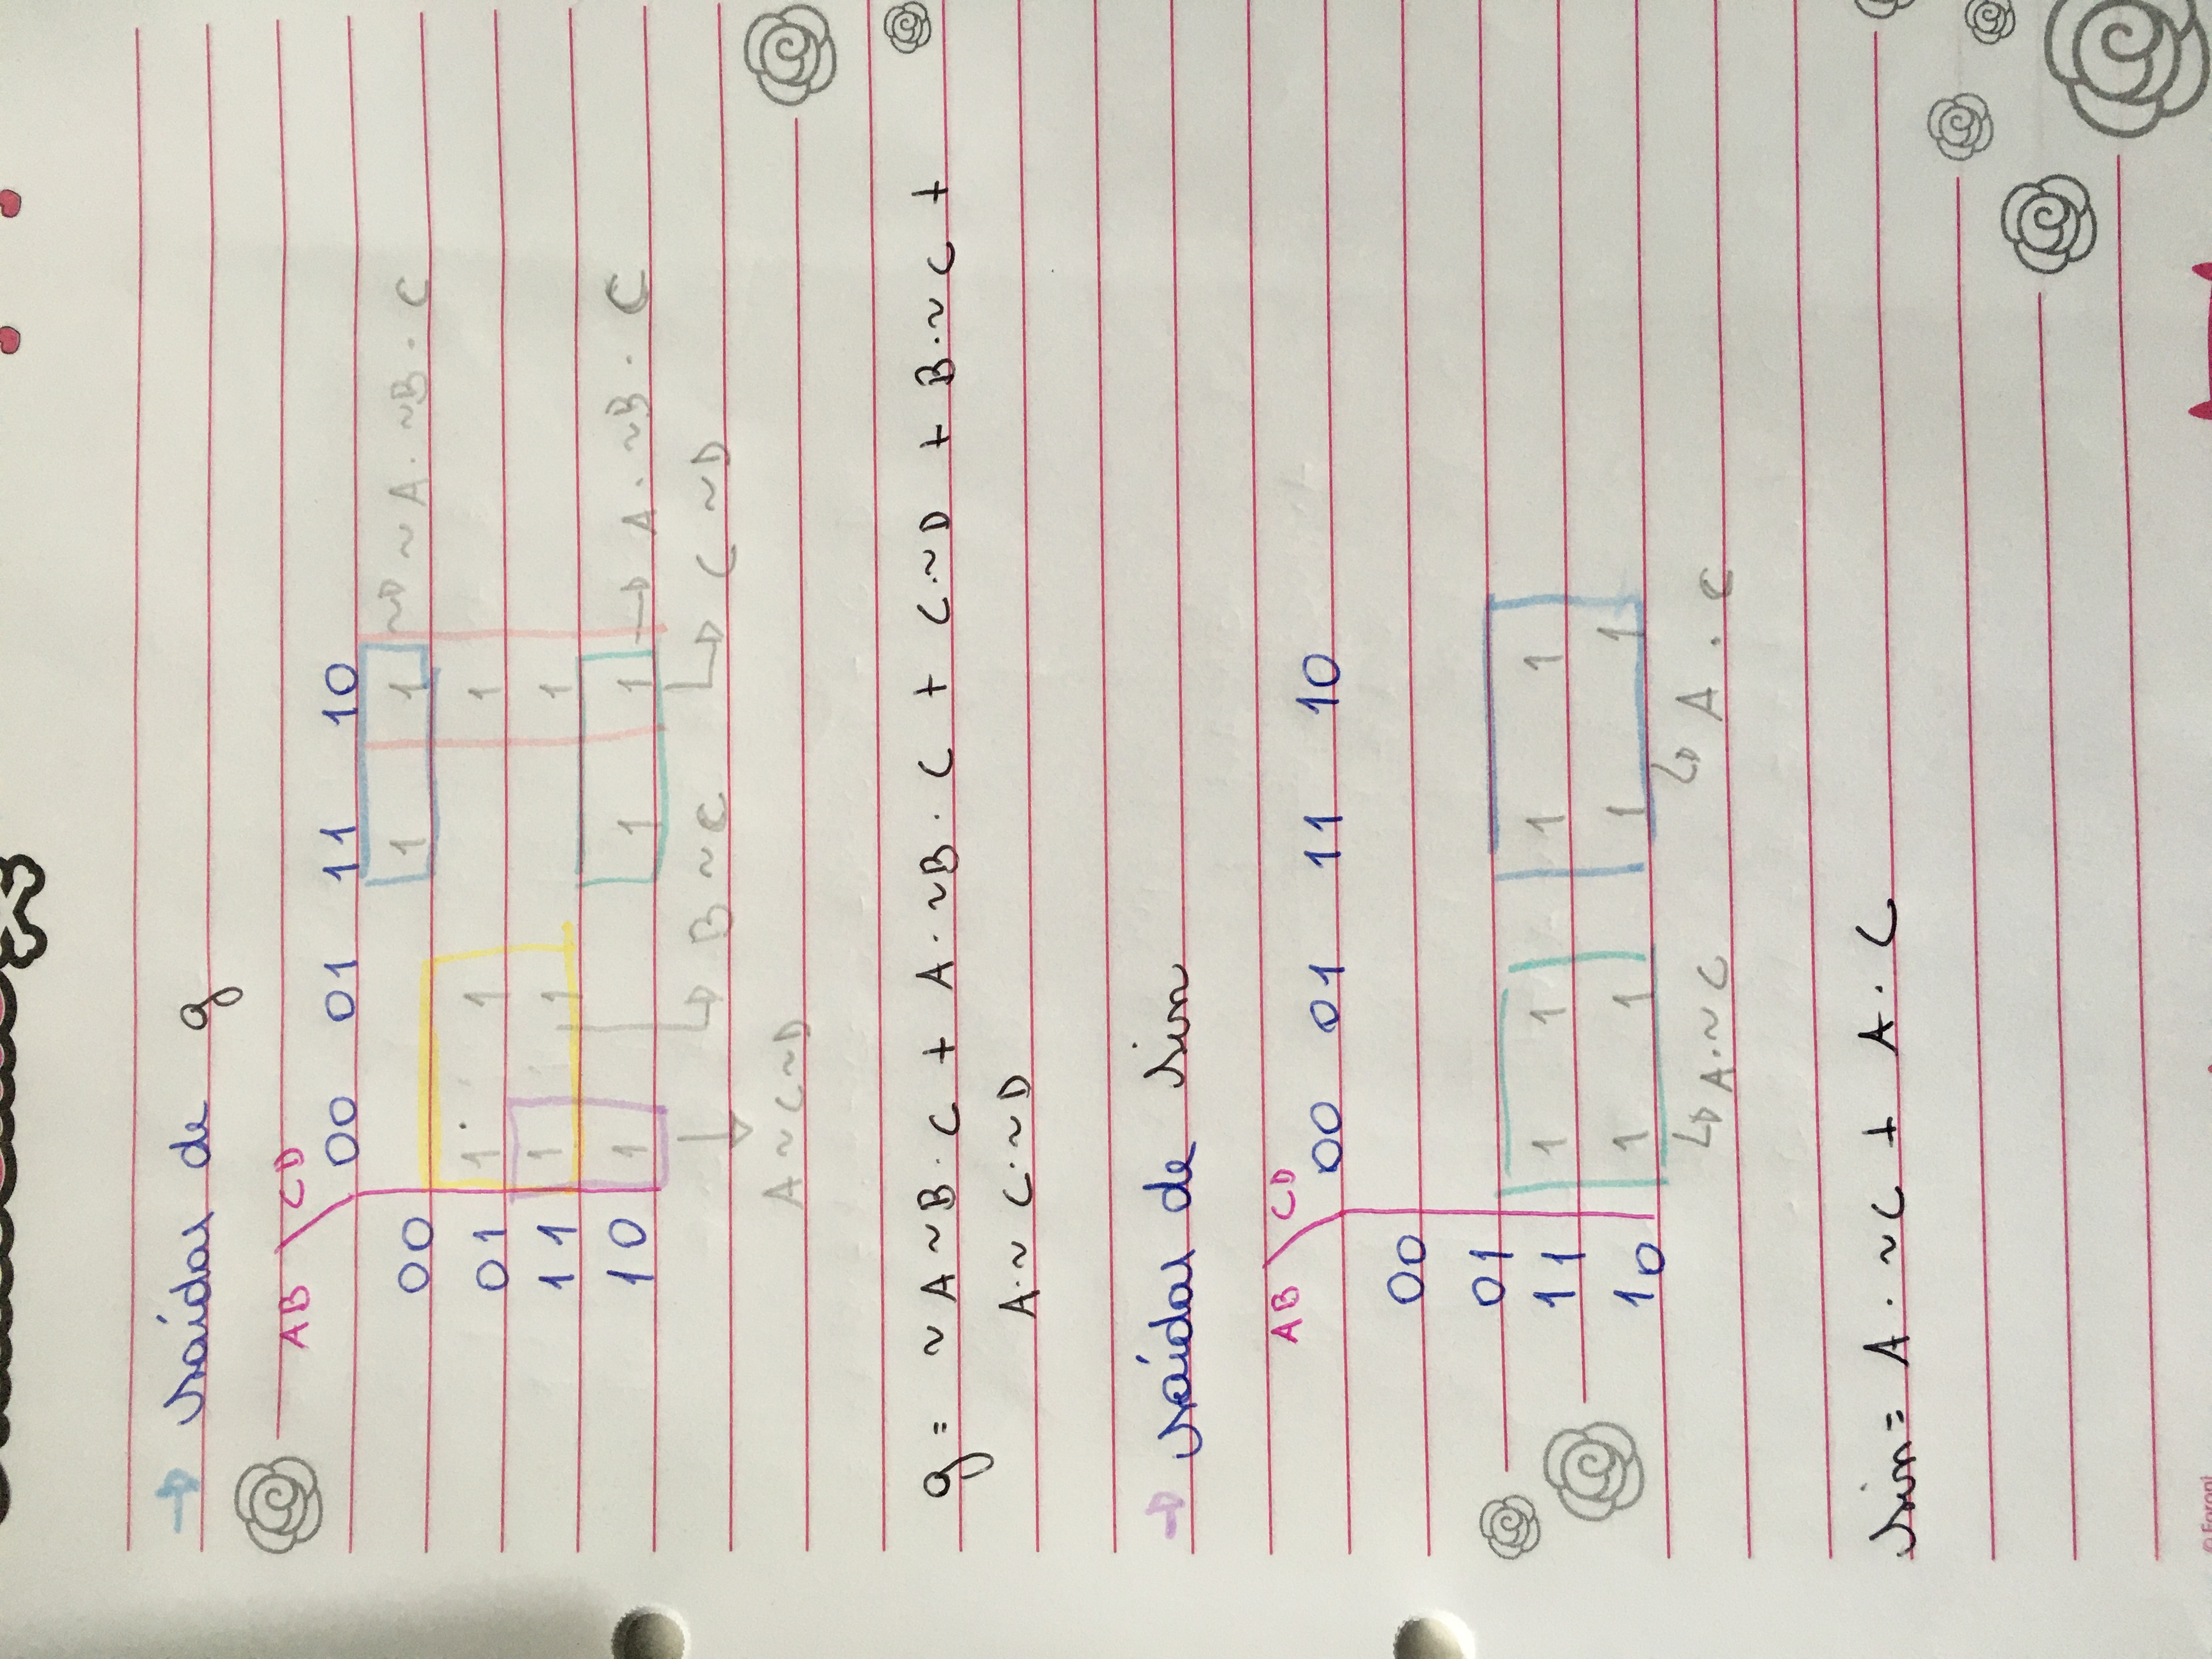 → Saídas de g
AB \ CD
00 01 11 10
00 1 1 → ~A · ~B · C
01 1 1 1
11 1 1 1
10 1 1 1 → A · ~B · C
↳ B ~C ↳ C ~D
A ~C ~D
g = ~A ~B · C + A · ~B · C + C · ~D + B · ~C +
A · ~C · ~D
→ Saídas de Sin
AB \ CD
00 01 11 10
00
01
11 1 1 1 1
10 1 1 1 1
↳ A · ~C ↳ A · C
Sin = A · ~C + A · C
© Foroni